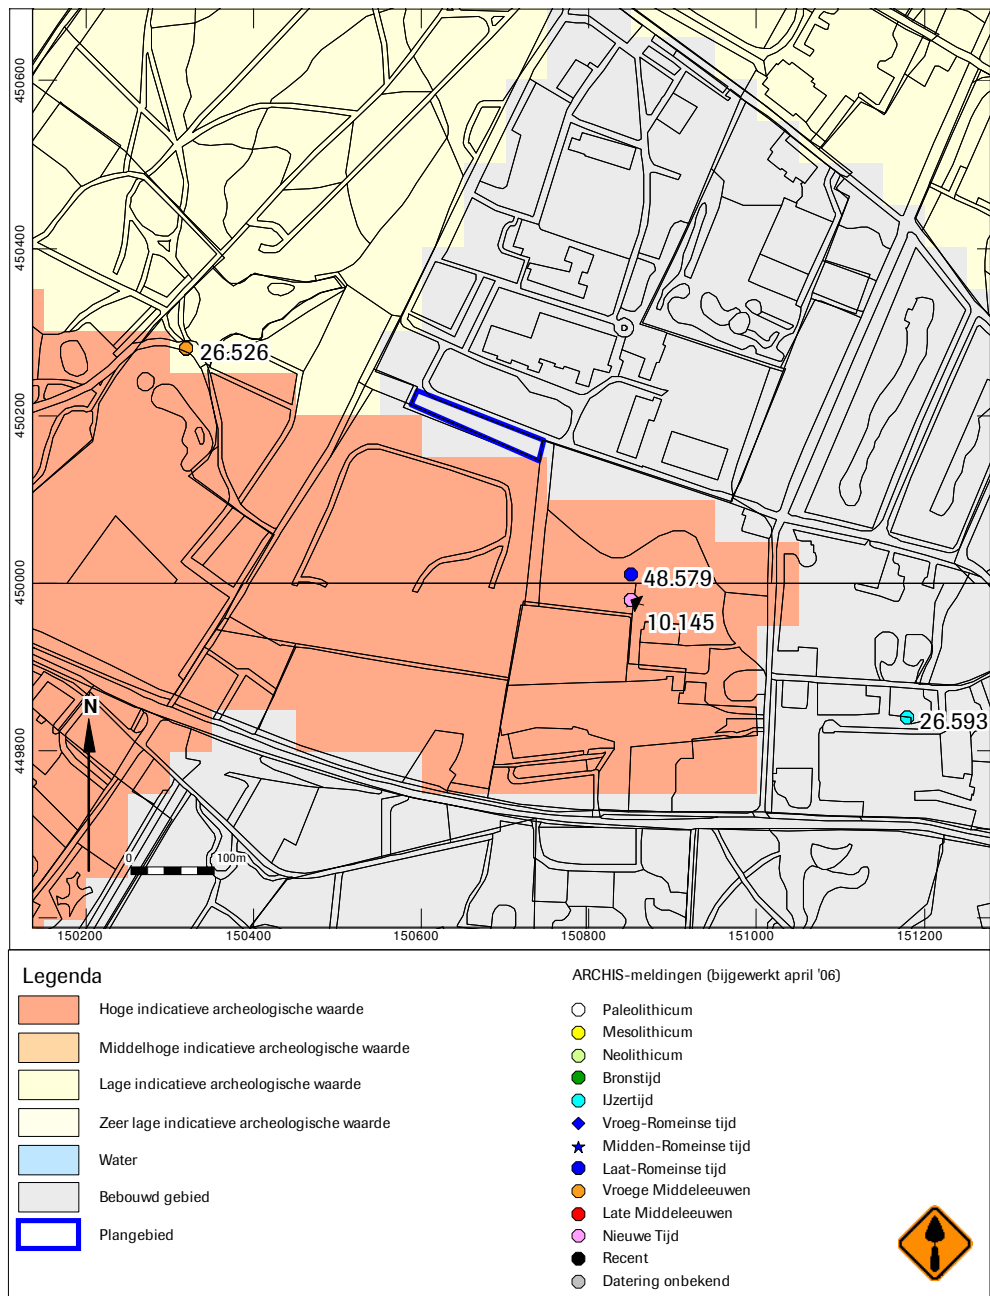 450600
450400
26.526
450200
450000
48.579
10.145
N
26.593
449800
0
100m
150200
150400
150600
150800
151000
151200
Legenda
Hoge indicatieve archeologische waarde
Middelhoge indicatieve archeologische waarde
Lage indicatieve archeologische waarde
Zeer lage indicatieve archeologische waarde
Water
Bebouwd gebied
Plangebied
ARCHIS-meldingen (bijgewerkt april '06)
Paleolithicum
Mesolithicum
Neolithicum
Bronstijd
IJzertijd
Vroeg-Romeinse tijd
Midden-Romeinse tijd
Laat-Romeinse tijd
Vroege Middeleeuwen
Late Middeleeuwen
Nieuwe Tijd
Recent
Datering onbekend